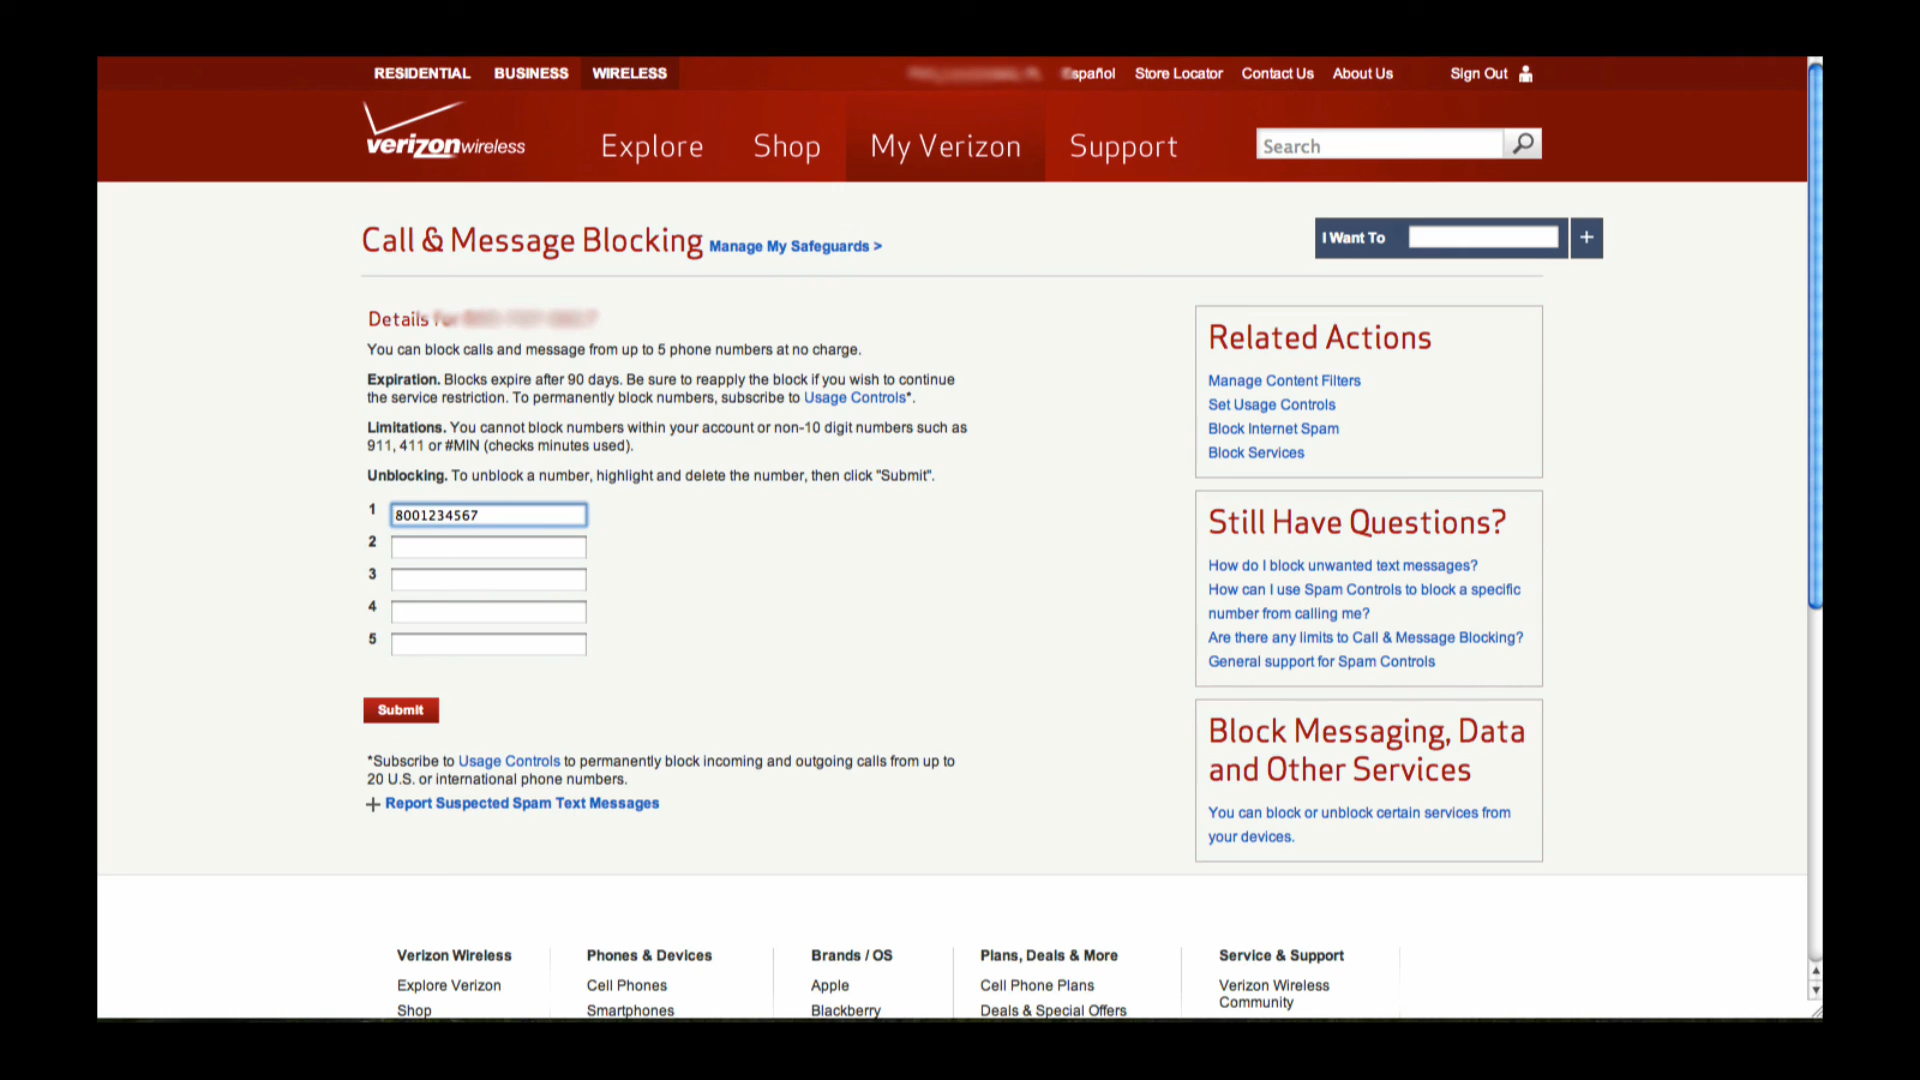 RESIDENTIAL BUSINESS WIRELESS
spañol Store Locator Contact Us About Us Sign Out
verizonwireless
Explore Shop My Verizon Support
Search
Call & Message Blocking Manage My Safeguards >
I Want To +
Details
You can block calls and message from up to 5 phone numbers at no charge.
Expiration. Blocks expire after 90 days. Be sure to reapply the block if you wish to continue
the service restriction. To permanently block numbers, subscribe to Usage Controls*.
Limitations. You cannot block numbers within your account or non-10 digit numbers such as
911, 411 or #MIN (checks minutes used).
Unblocking. To unblock a number, highlight and delete the number, then click "Submit".
1 8001234567
2
3
4
5
Submit
*Subscribe to Usage Controls to permanently block incoming and outgoing calls from up to
20 U.S. or international phone numbers.
+ Report Suspected Spam Text Messages
Related Actions
Manage Content Filters
Set Usage Controls
Block Internet Spam
Block Services
Still Have Questions?
How do I block unwanted text messages?
How can I use Spam Controls to block a specific
number from calling me?
Are there any limits to Call & Message Blocking?
General support for Spam Controls
Block Messaging, Data
and Other Services
You can block or unblock certain services from
your devices.
Verizon Wireless
Explore Verizon
Shop
Phones & Devices
Cell Phones
Smartphones
Brands / OS
Apple
Blackberry
Plans, Deals & More
Cell Phone Plans
Deals & Special Offers
Service & Support
Verizon Wireless
Community